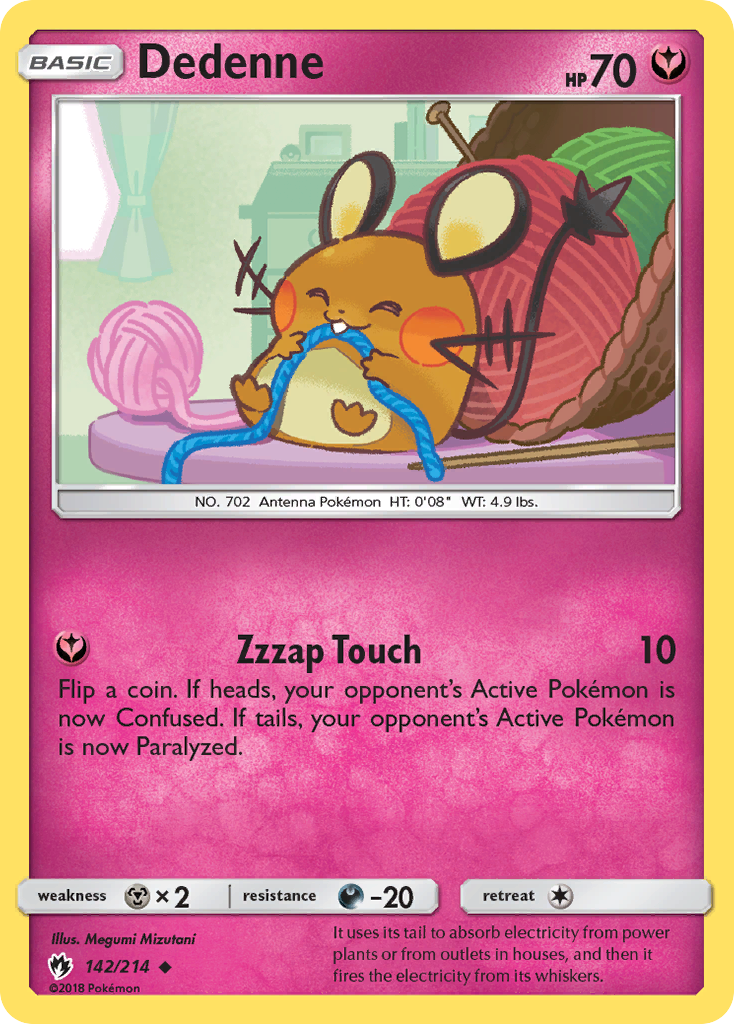 BASIC
Dedenne
HP 70
NO. 702 Antenna Pokémon HT: 0'08" WT: 4.9 lbs.
Zzzap Touch 10
Flip a coin. If heads, your opponent's Active Pokémon is
now Confused. If tails, your opponent's Active Pokémon
is now Paralyzed.
weakness ×2 resistance -20 retreat
Illus. Megumi Mizutani
142/214
©2018 Pokémon
It uses its tail to absorb electricity from power
plants or from outlets in houses, and then it
fires the electricity from its whiskers.